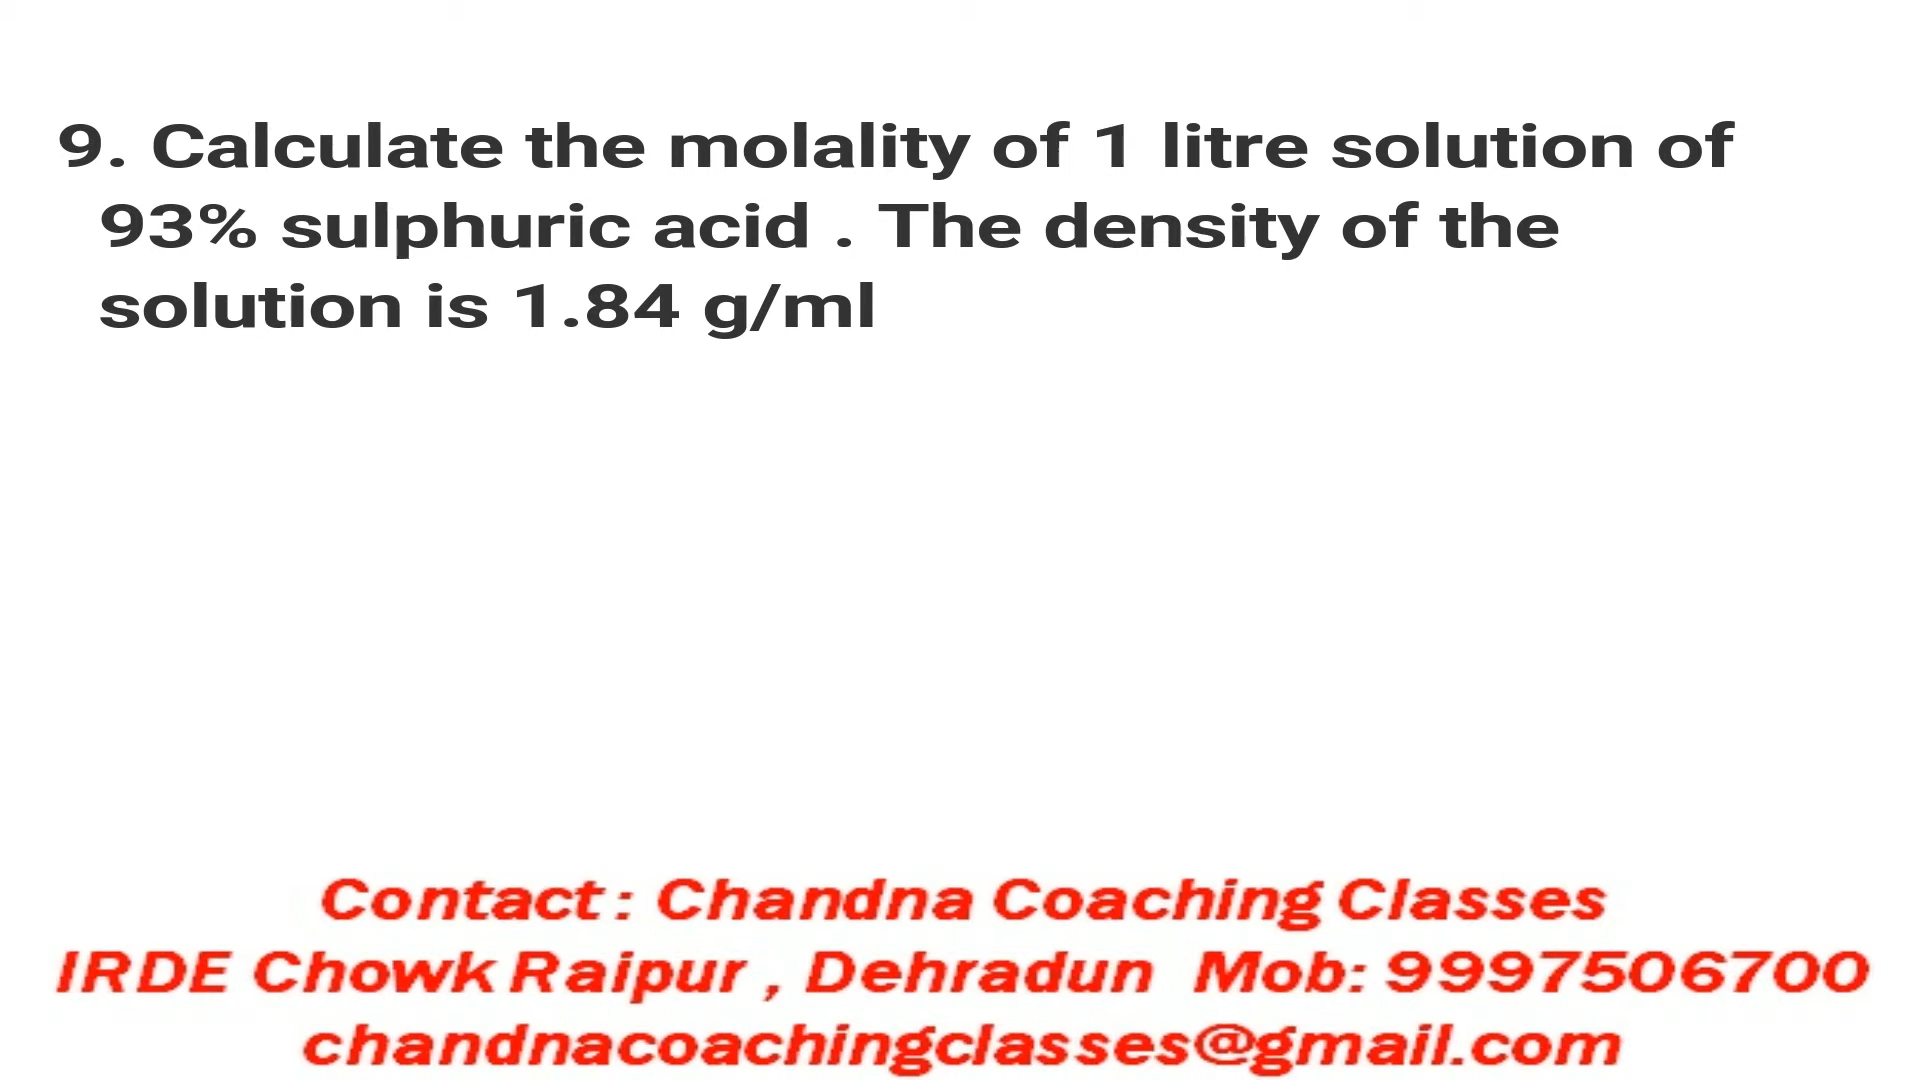 9. Calculate the molality of 1 litre solution of
93% sulphuric acid . The density of the
solution is 1.84 g/ml
Contact : Chandna Coaching Classes
IRDE Chowk Raipur , Dehradun Mob: 9997506700
chandnacoachingclasses@gmail.com